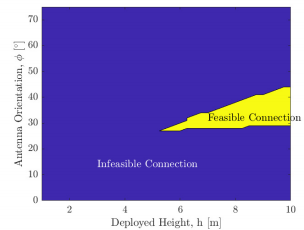 70
60
50
40
30
20
10
0
Antenna Orientation, ϕ [°]
Feasible Connection
Infeasible Connection
2 4 6 8 10
Deployed Height, h [m]